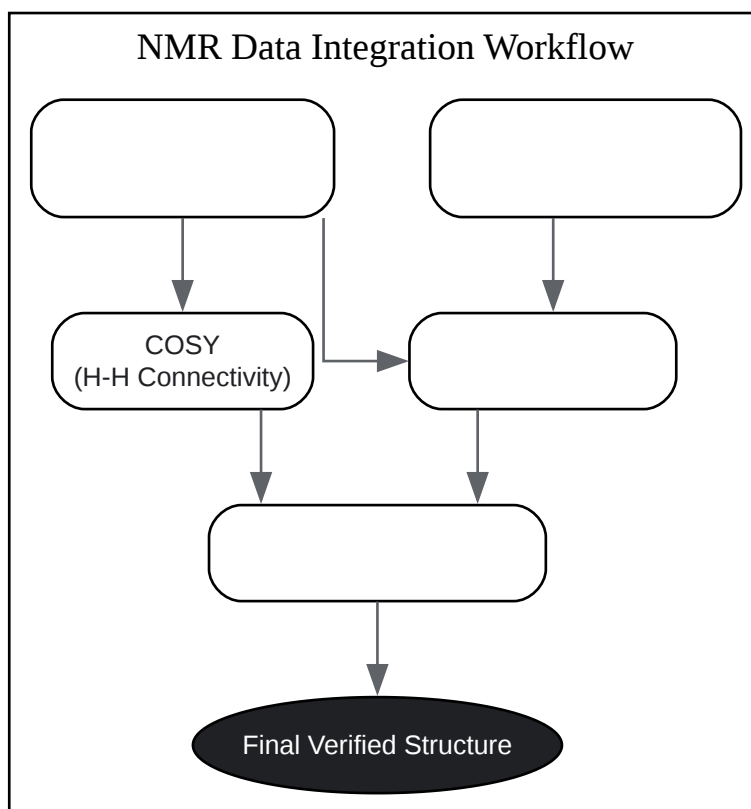 NMR Data Integration Workflow
COSY
(H-H Connectivity)
Final Verified Structure